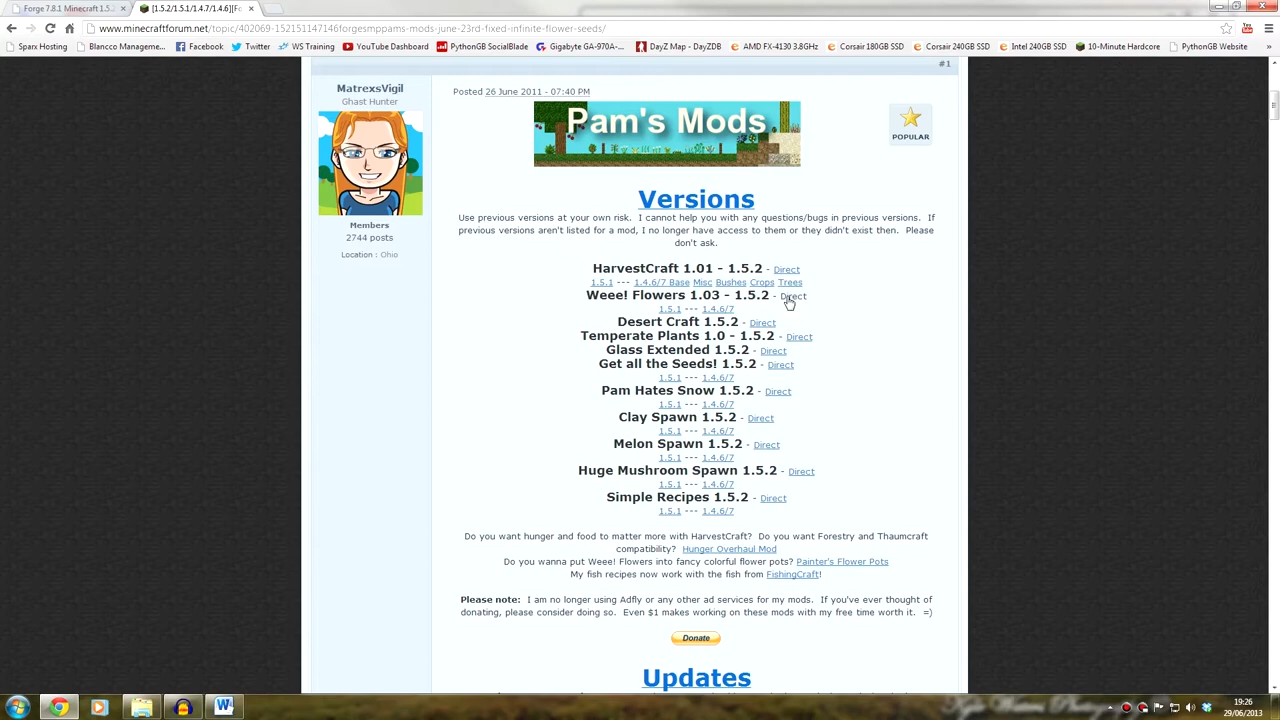 Forge 7.8.1 Minecraft 1.5.2
[1.5.2/1.5.1/1.4.7/1.4.6][Fo
www.minecraftforum.net/topic/402069-152151147146forgesmppams-mods-june-23rd-fixed-infinite-flower-seeds/
Sparx Hosting
Blancco Manageme...
Facebook
Twitter
WS Training
YouTube Dashboard
PythonGB SocialBlade
Gigabyte GA-970A-...
DayZ Map - DayZDB
AMD FX-4130 3.8GHz
Corsair 180GB SSD
Corsair 240GB SSD
Intel 240GB SSD
10-Minute Hardcore
PythonGB Website
#1
MatrexsVigil
Ghast Hunter
Members
2744 posts
Location : Ohio
Posted 26 June 2011 - 07:40 PM
Pam's Mods
POPULAR
Versions
Use previous versions at your own risk. I cannot help you with any questions/bugs in previous versions. If
previous versions aren't listed for a mod, I no longer have access to them or they didn't exist then. Please
don't ask.
HarvestCraft 1.01 - 1.5.2 - Direct
1.5.1 --- 1.4.6/7 Base Misc Bushes Crops Trees
Weee! Flowers 1.03 - 1.5.2 - Direct
1.5.1 --- 1.4.6/7
Desert Craft 1.5.2 - Direct
Temperate Plants 1.0 - 1.5.2 - Direct
Glass Extended 1.5.2 - Direct
Get all the Seeds! 1.5.2 - Direct
1.5.1 --- 1.4.6/7
Pam Hates Snow 1.5.2 - Direct
1.5.1 --- 1.4.6/7
Clay Spawn 1.5.2 - Direct
1.5.1 --- 1.4.6/7
Melon Spawn 1.5.2 - Direct
1.5.1 --- 1.4.6/7
Huge Mushroom Spawn 1.5.2 - Direct
1.5.1 --- 1.4.6/7
Simple Recipes 1.5.2 - Direct
1.5.1 --- 1.4.6/7
Do you want hunger and food to matter more with HarvestCraft? Do you want Forestry and Thaumcraft
compatibility? Hunger Overhaul Mod
Do you wanna put Weee! Flowers into fancy colorful flower pots? Painter's Flower Pots
My fish recipes now work with the fish from FishingCraft!
Please note: I am no longer using Adfly or any other ad services for my mods. If you've ever thought of
donating, please consider doing so. Even $1 makes working on these mods with my free time worth it. =)
Donate
Updates
19:26
29/06/2013